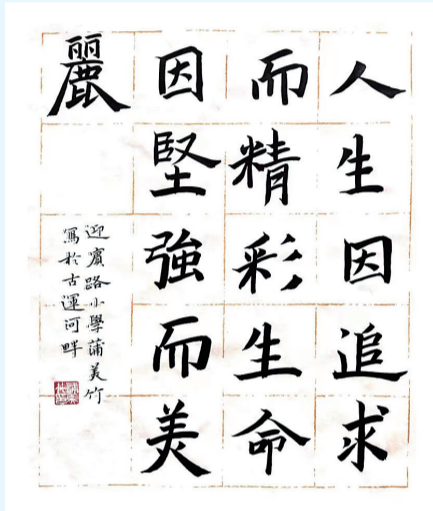 人生因追求
而精彩生命
因堅強而美
麗
迎賓路小學蒲美竹
寫於古運河畔